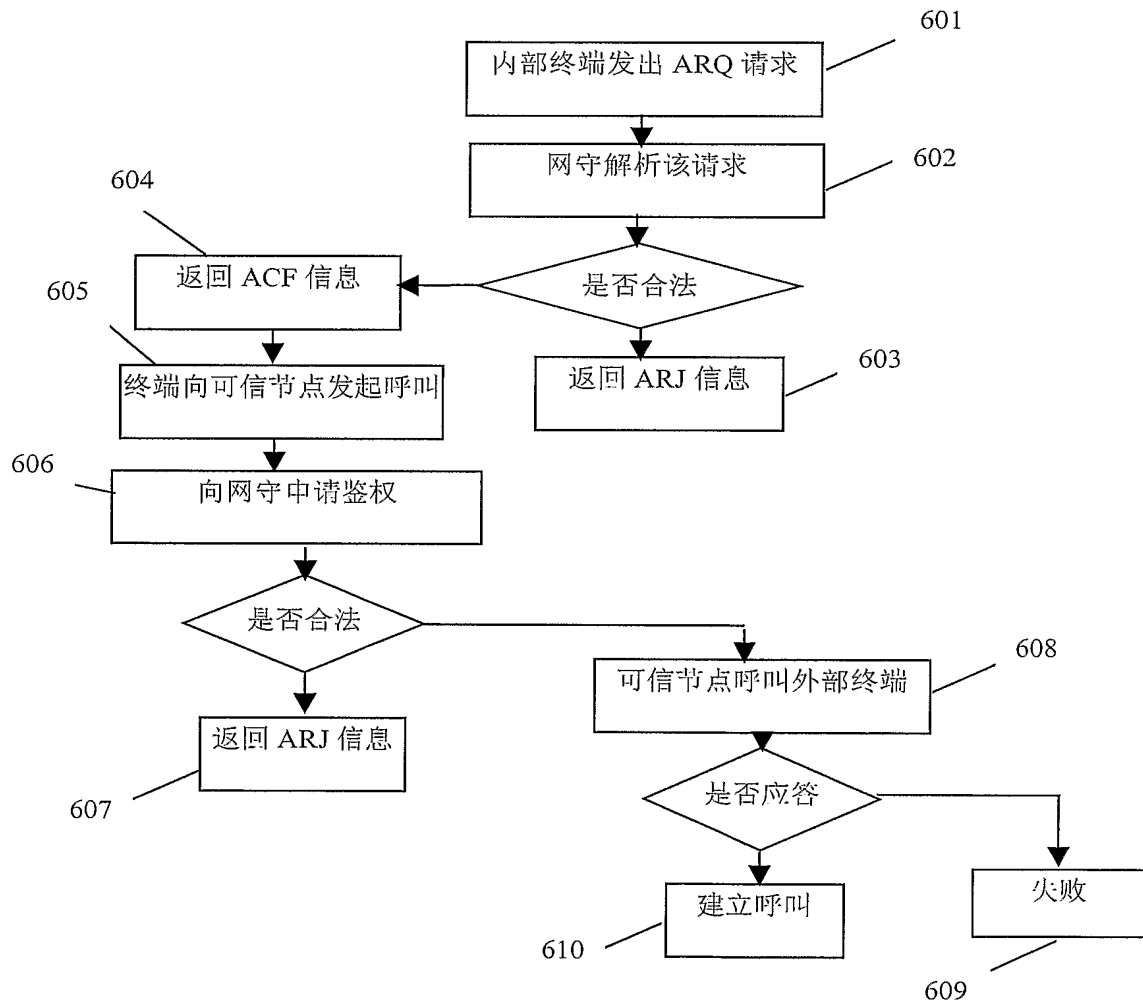 601
内部终端发出 ARQ 请求
602
网守解析该请求
604
返回 ACF 信息
是否合法
605
603
返回 ARJ 信息
终端向可信节点发起呼叫
606
向网守申请鉴权
是否合法
608
可信节点呼叫外部终端
返回 ARJ 信息
607
是否应答
建立呼叫
失败
610
609